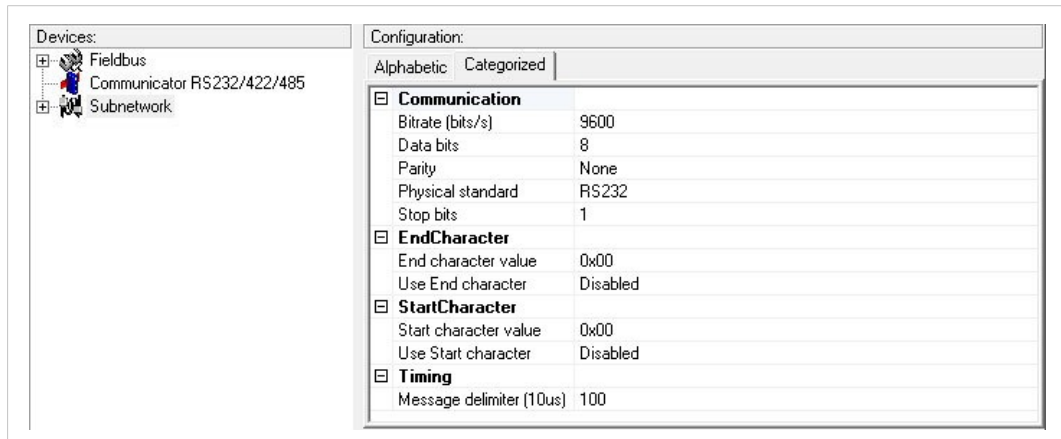 Devices:
Fieldbus
Communicator RS232/422/485
Subnetwork
Configuration:
Alphabetic Categorized
Communication
Bitrate (bits/s) 9600
Data bits 8
Parity None
Physical standard RS232
Stop bits 1
EndCharacter
End character value 0x00
Use End character Disabled
StartCharacter
Start character value 0x00
Use Start character Disabled
Timing
Message delimiter (10us) 100